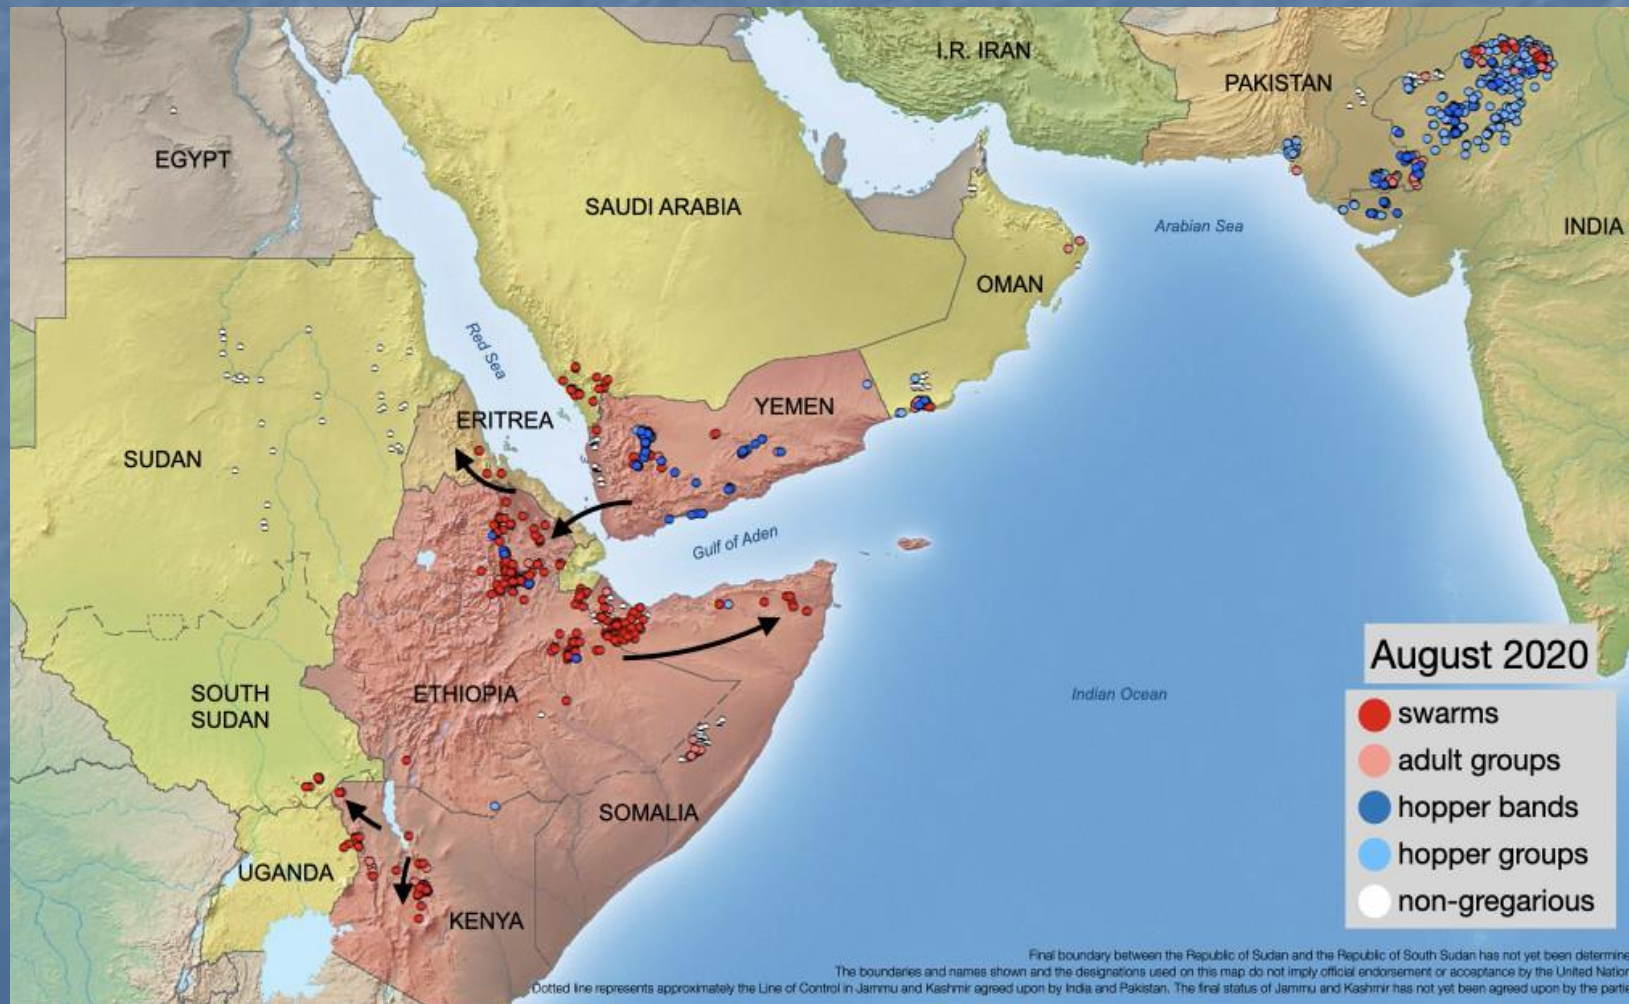 I.R. IRAN
PAKISTAN
EGYPT
SAUDI ARABIA
Arabian Sea
INDIA
OMAN
Red Sea
YEMEN
ERITREA
SUDAN
Gulf of Aden
SOUTH
SUDAN
ETHIOPIA
Indian Ocean
SOMALIA
UGANDA
KENYA
August 2020
swarms
adult groups
hopper bands
hopper groups
non-gregarious
Final boundary between the Republic of Sudan and the Republic of South Sudan has not yet been determine
The boundaries and names shown and the designations used on this map do not imply official endorsement or acceptance by the United Nation
Dotted line represents approximately the Line of Control in Jammu and Kashmir agreed upon by India and Pakistan. The final status of Jammu and Kashmir has not yet been agreed upon by the partie